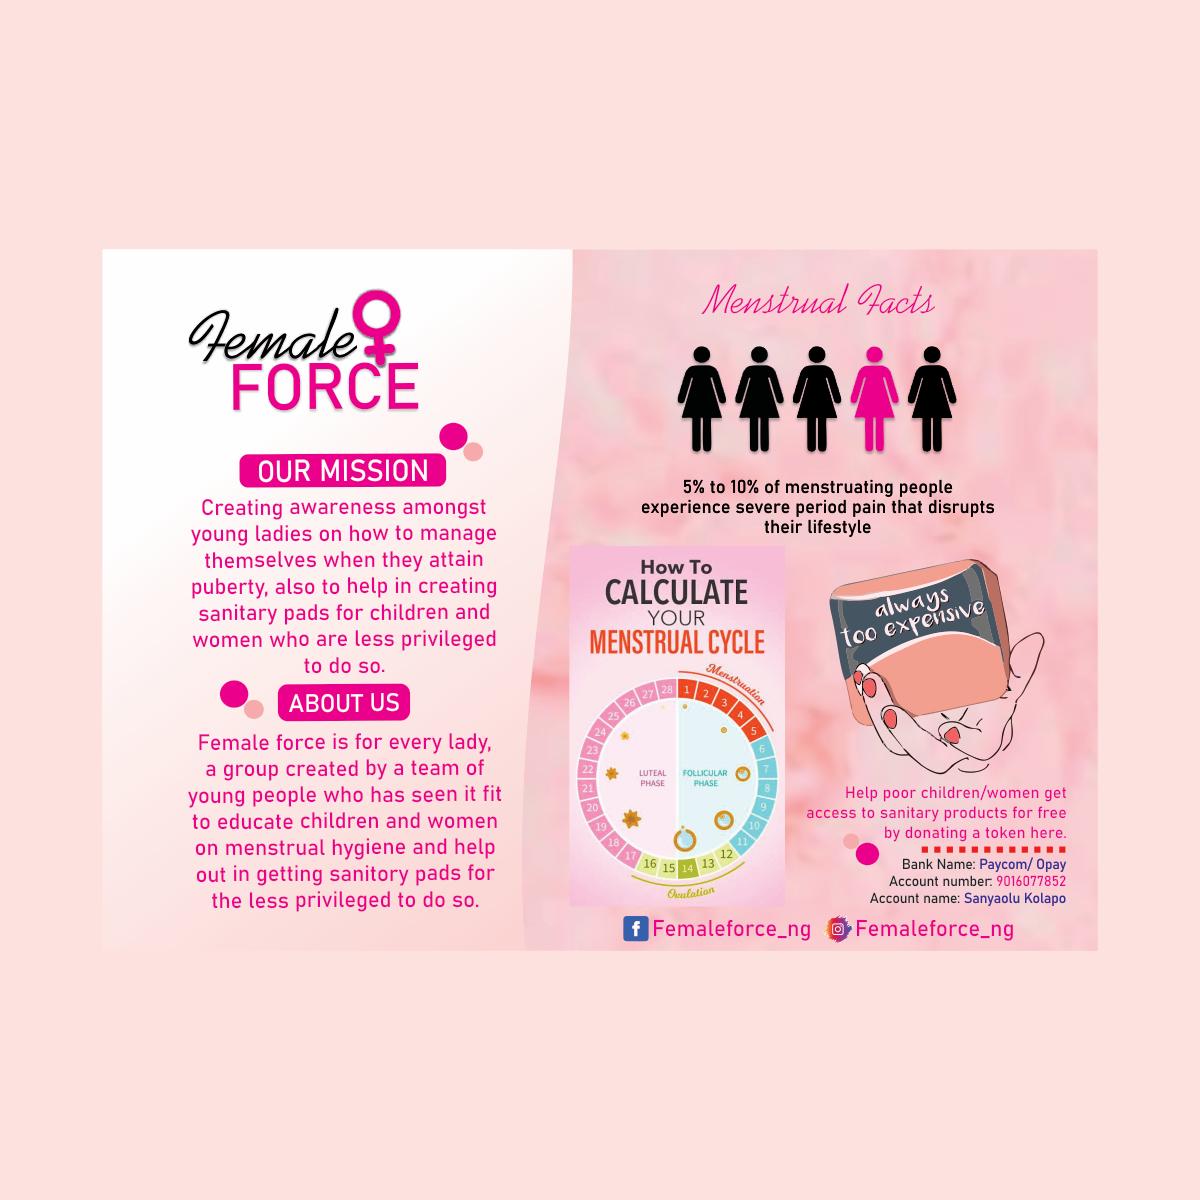 Female
FORCE
OUR MISSION
Creating awareness amongst
young ladies on how to manage
themselves when they attain
puberty, also to help in creating
sanitary pads for children and
women who are less privileged
to do so.
ABOUT US
Female force is for every lady,
a group created by a team of
young people who has seen it fit
to educate children and women
on menstrual hygiene and help
out in getting sanitory pads for
the less privileged to do so.
Menstrual Facts
5% to 10% of menstruating people
experience severe period pain that disrupts
their lifestyle
How To
CALCULATE
YOUR
MENSTRUAL CYCLE
Menstruation
1 2 3 4 5 6 7 8 9 10 11 12 13 14 15 16 17 18 19 20 21 22 23 24 25 26 27 28
LUTEAL
PHASE
FOLLICULAR
PHASE
Ovulation
always
too expensive
Help poor children/women get
access to sanitary products for free
by donating a token here.
Bank Name: Paycom/ Opay
Account number: 9016077852
Account name: Sanyaolu Kolapo
Femaleforce_ng
Femaleforce_ng